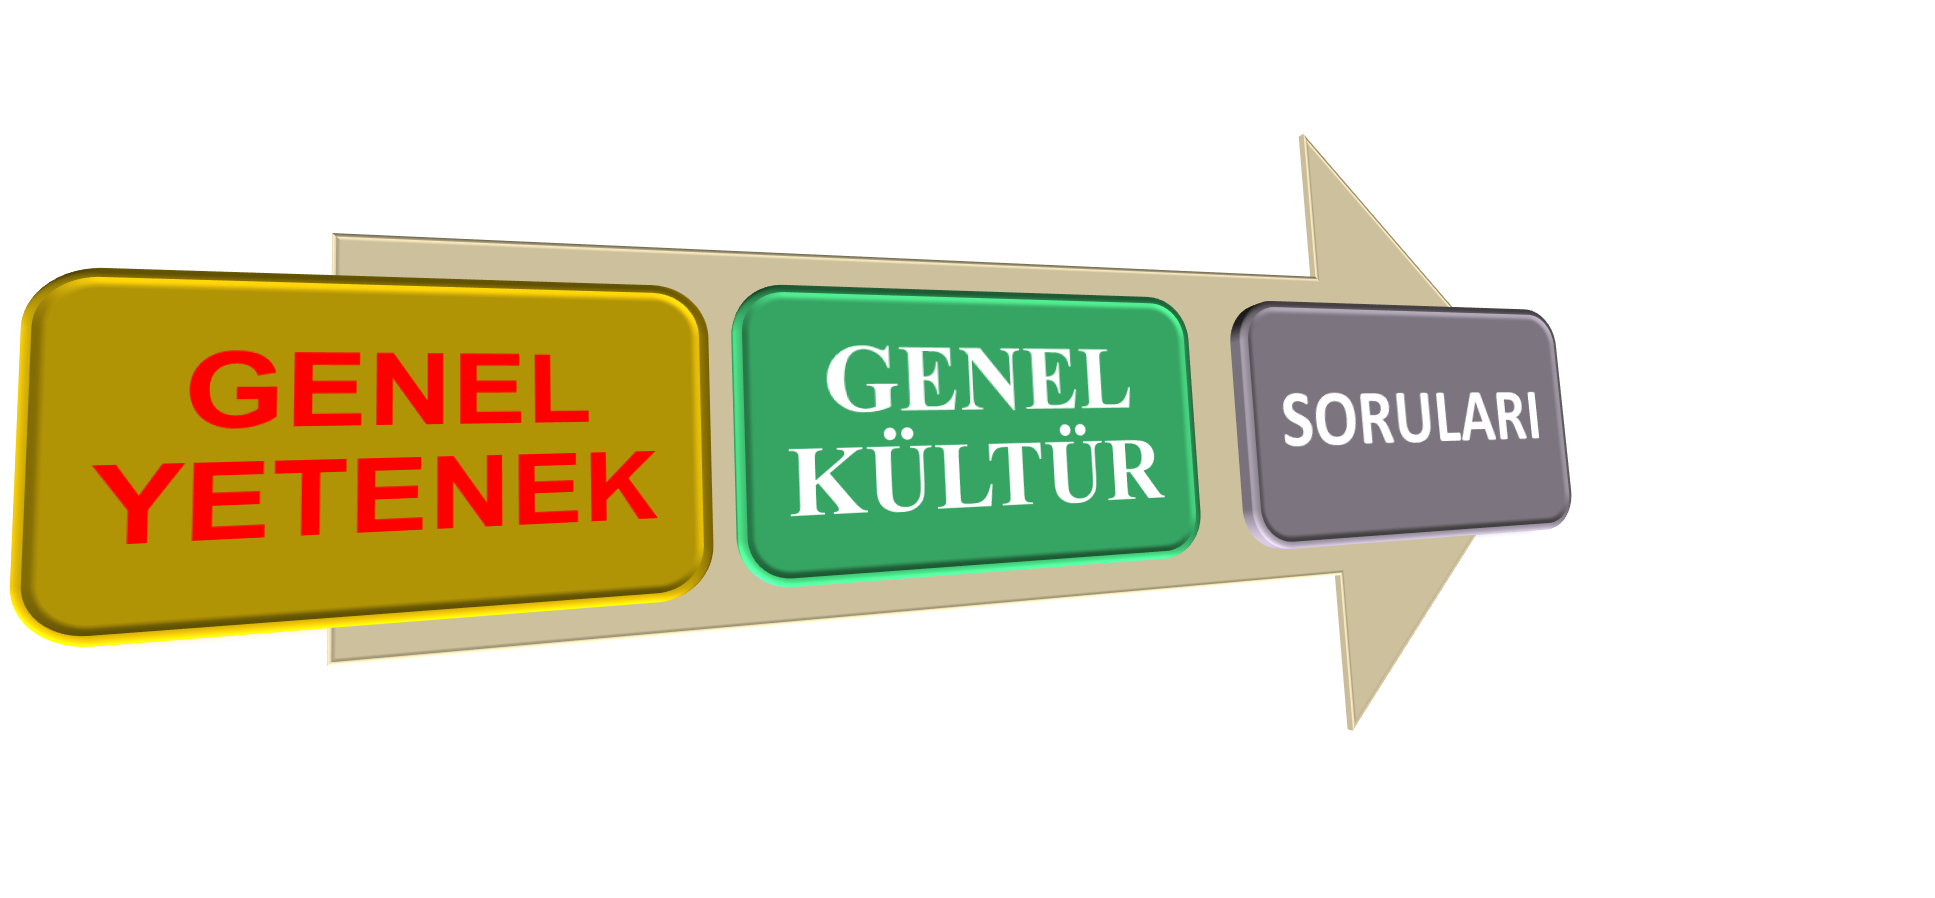 GENEL
YETENEK
GENEL
KÜLTÜR
SORULARI